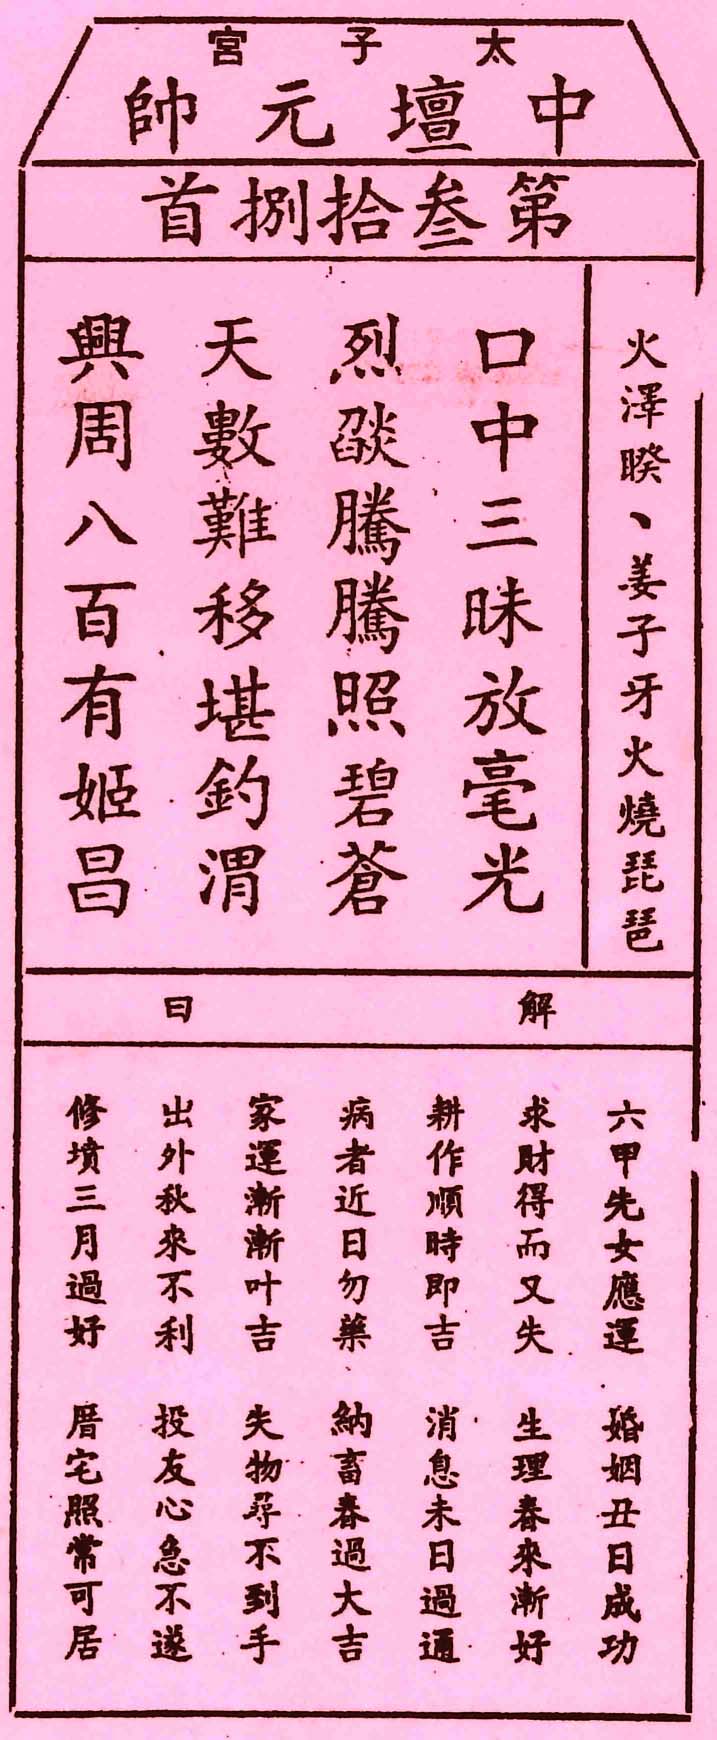 太子宮
中壇元帥
第叁拾捌首
火澤睽、姜子牙火燒琵琶
口中三昧放毫光
烈燄騰騰照碧蒼
天數難移堪釣渭
興周八百有姬昌
解曰
六甲先女應運 婚姻丑日成功
求財得而又失 生理春來漸好
耕作順時即吉 消息未日過通
病者近日勿藥 納畜春過大吉
家運漸漸叶吉 失物尋不到手
出外秋來不利 投友心急不遂
修墳三月過好 厝宅照常可居